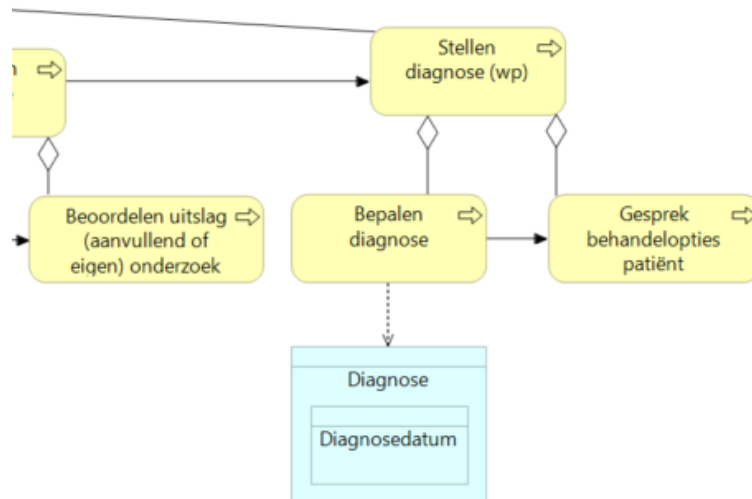 Stellen
diagnose (wp)
n
Beoordelen uitslag
(aanvullend of
eigen) onderzoek
Bepalen
diagnose
Gesprek
behandelopties
patiënt
Diagnose
Diagnosedatum